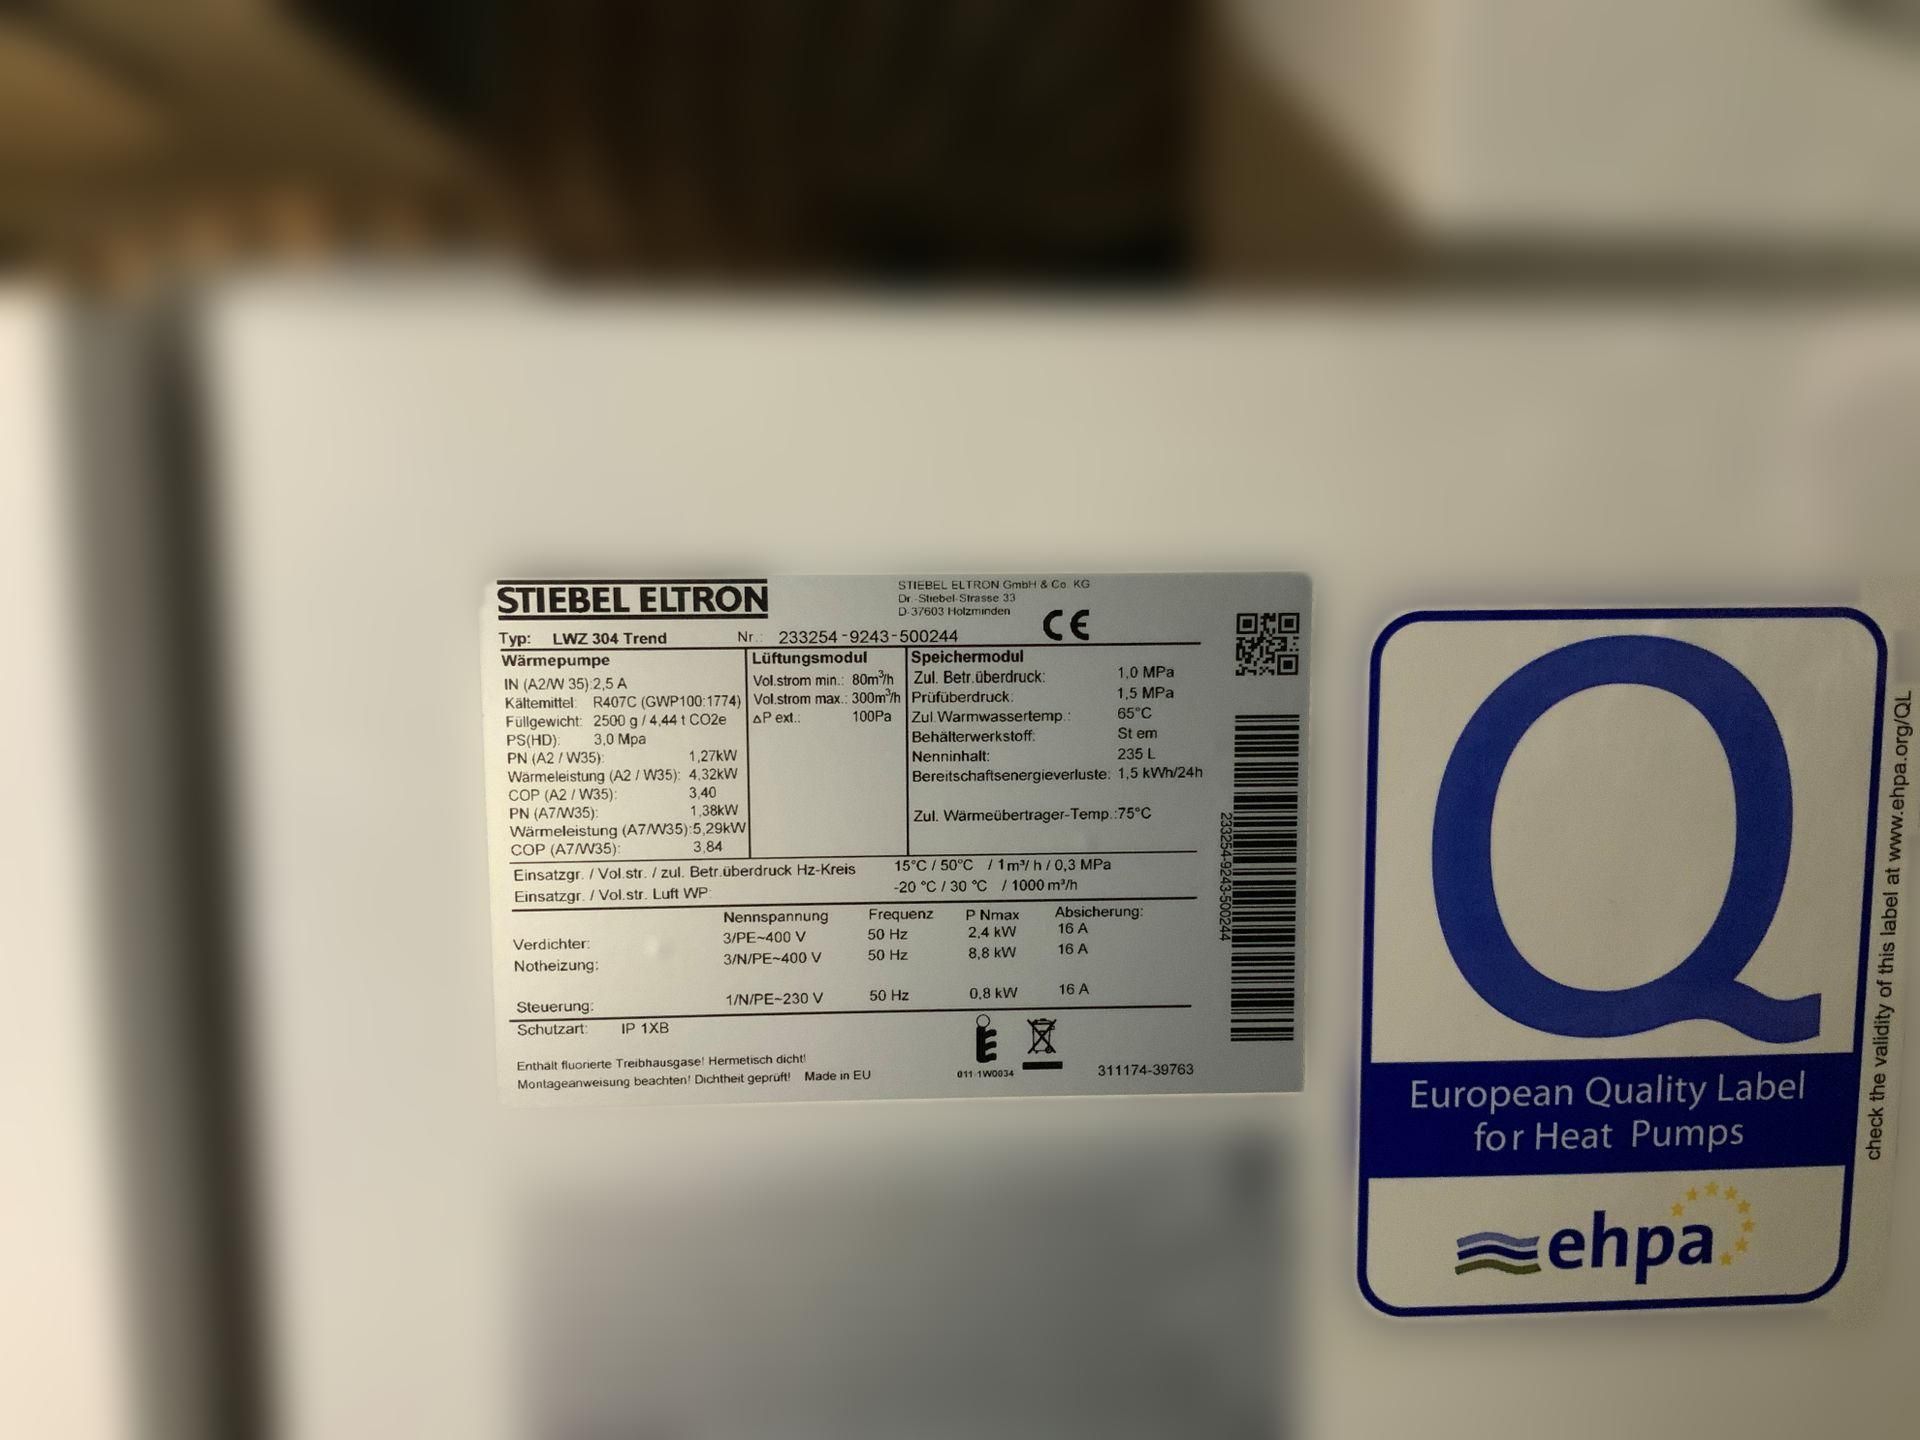 STIEBEL ELTRON
STIEBEL ELTRON GmbH & Co. KG
Dr.-Stiebel-Strasse 33
D-37603 Holzminden
CE
Typ: LWZ 304 Trend Nr.: 233254-9243-500244
Wärmepumpe
IN (A2/W 35):2,5 A
Kältemittel: R407C (GWP100:1774)
Füllgewicht: 2500 g / 4,44 t CO2e
PS(HD): 3,0 Mpa
PN (A2 / W35): 1,27kW
Wärmeleistung (A2 / W35): 4,32kW
COP (A2 / W35): 3,40
PN (A7/W35): 1,38kW
Wärmeleistung (A7/W35):5,29kW
COP (A7/W35): 3,84
Lüftungsmodul
Vol.strom min.: 80m³/h
Vol.strom max.: 300m³/h
△P ext.: 100Pa
Speichermodul
Zul. Betr.überdruck: 1,0 MPa
Prüfüberdruck: 1,5 MPa
Zul.Warmwassertemp.: 65°C
Behälterwerkstoff: St em
Nenninhalt: 235 L
Bereitschaftsenergieverluste: 1,5 kWh/24h
Zul. Wärmeübertrager-Temp.:75°C
Einsatzgr. / Vol.str. / zul. Betr.überdruck Hz-Kreis 15°C / 50°C / 1m³/ h / 0,3 MPa
Einsatzgr. / Vol.str. Luft WP: -20 °C / 30 °C / 1000 m³/h
Nennspannung Frequenz P Nmax Absicherung:
Verdichter: 3/PE~400 V 50 Hz 2,4 kW 16 A
Notheizung: 3/N/PE~400 V 50 Hz 8,8 kW 16 A
Steuerung: 1/N/PE~230 V 50 Hz 0,8 kW 16 A
Schutzart: IP 1XB
Enthält fluorierte Treibhausgase! Hermetisch dicht!
Montageanweisung beachten! Dichtheit geprüft! Made in EU
011-1W0034
311174-39763
233254-9243-500244
Q
European Quality Label
for Heat Pumps
ehpa
check the validity of this label at www.ehpa.org/QL